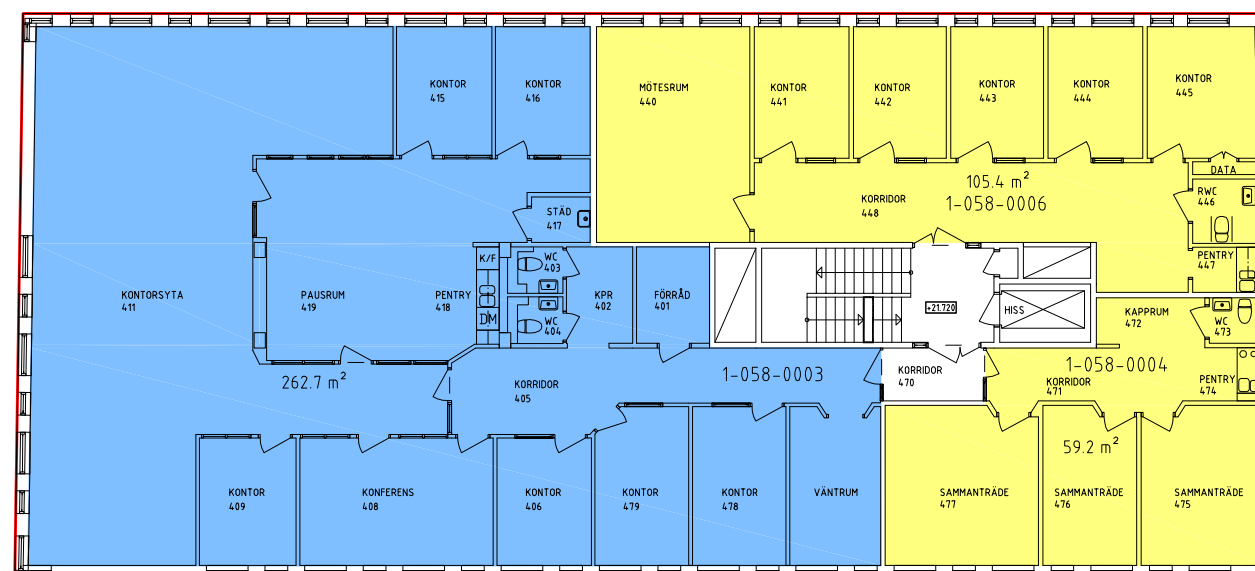 KONTOR
415
KONTOR
416
MÖTESRUM
440
KONTOR
441
KONTOR
442
KONTOR
443
KONTOR
444
KONTOR
445
DATA
105.4 m²
1-058-0006
KORRIDOR
448
RWC
446
STÄD
417
PENTRY
447
K/F
WC
403
KONTORSYTA
411
PAUSRUM
419
PENTRY
418
KPR
402
FÖRRÅD
401
DM
WC
404
+21.720
HISS
KAPPRUM
472
WC
473
262.7 m²
KORRIDOR
405
1-058-0003
KORRIDOR
470
1-058-0004
KORRIDOR
471
PENTRY
474
59.2 m²
KONTOR
409
KONFERENS
408
KONTOR
406
KONTOR
479
KONTOR
478
VÄNTRUM
SAMMANTRÄDE
477
SAMMANTRÄDE
476
SAMMANTRÄDE
475